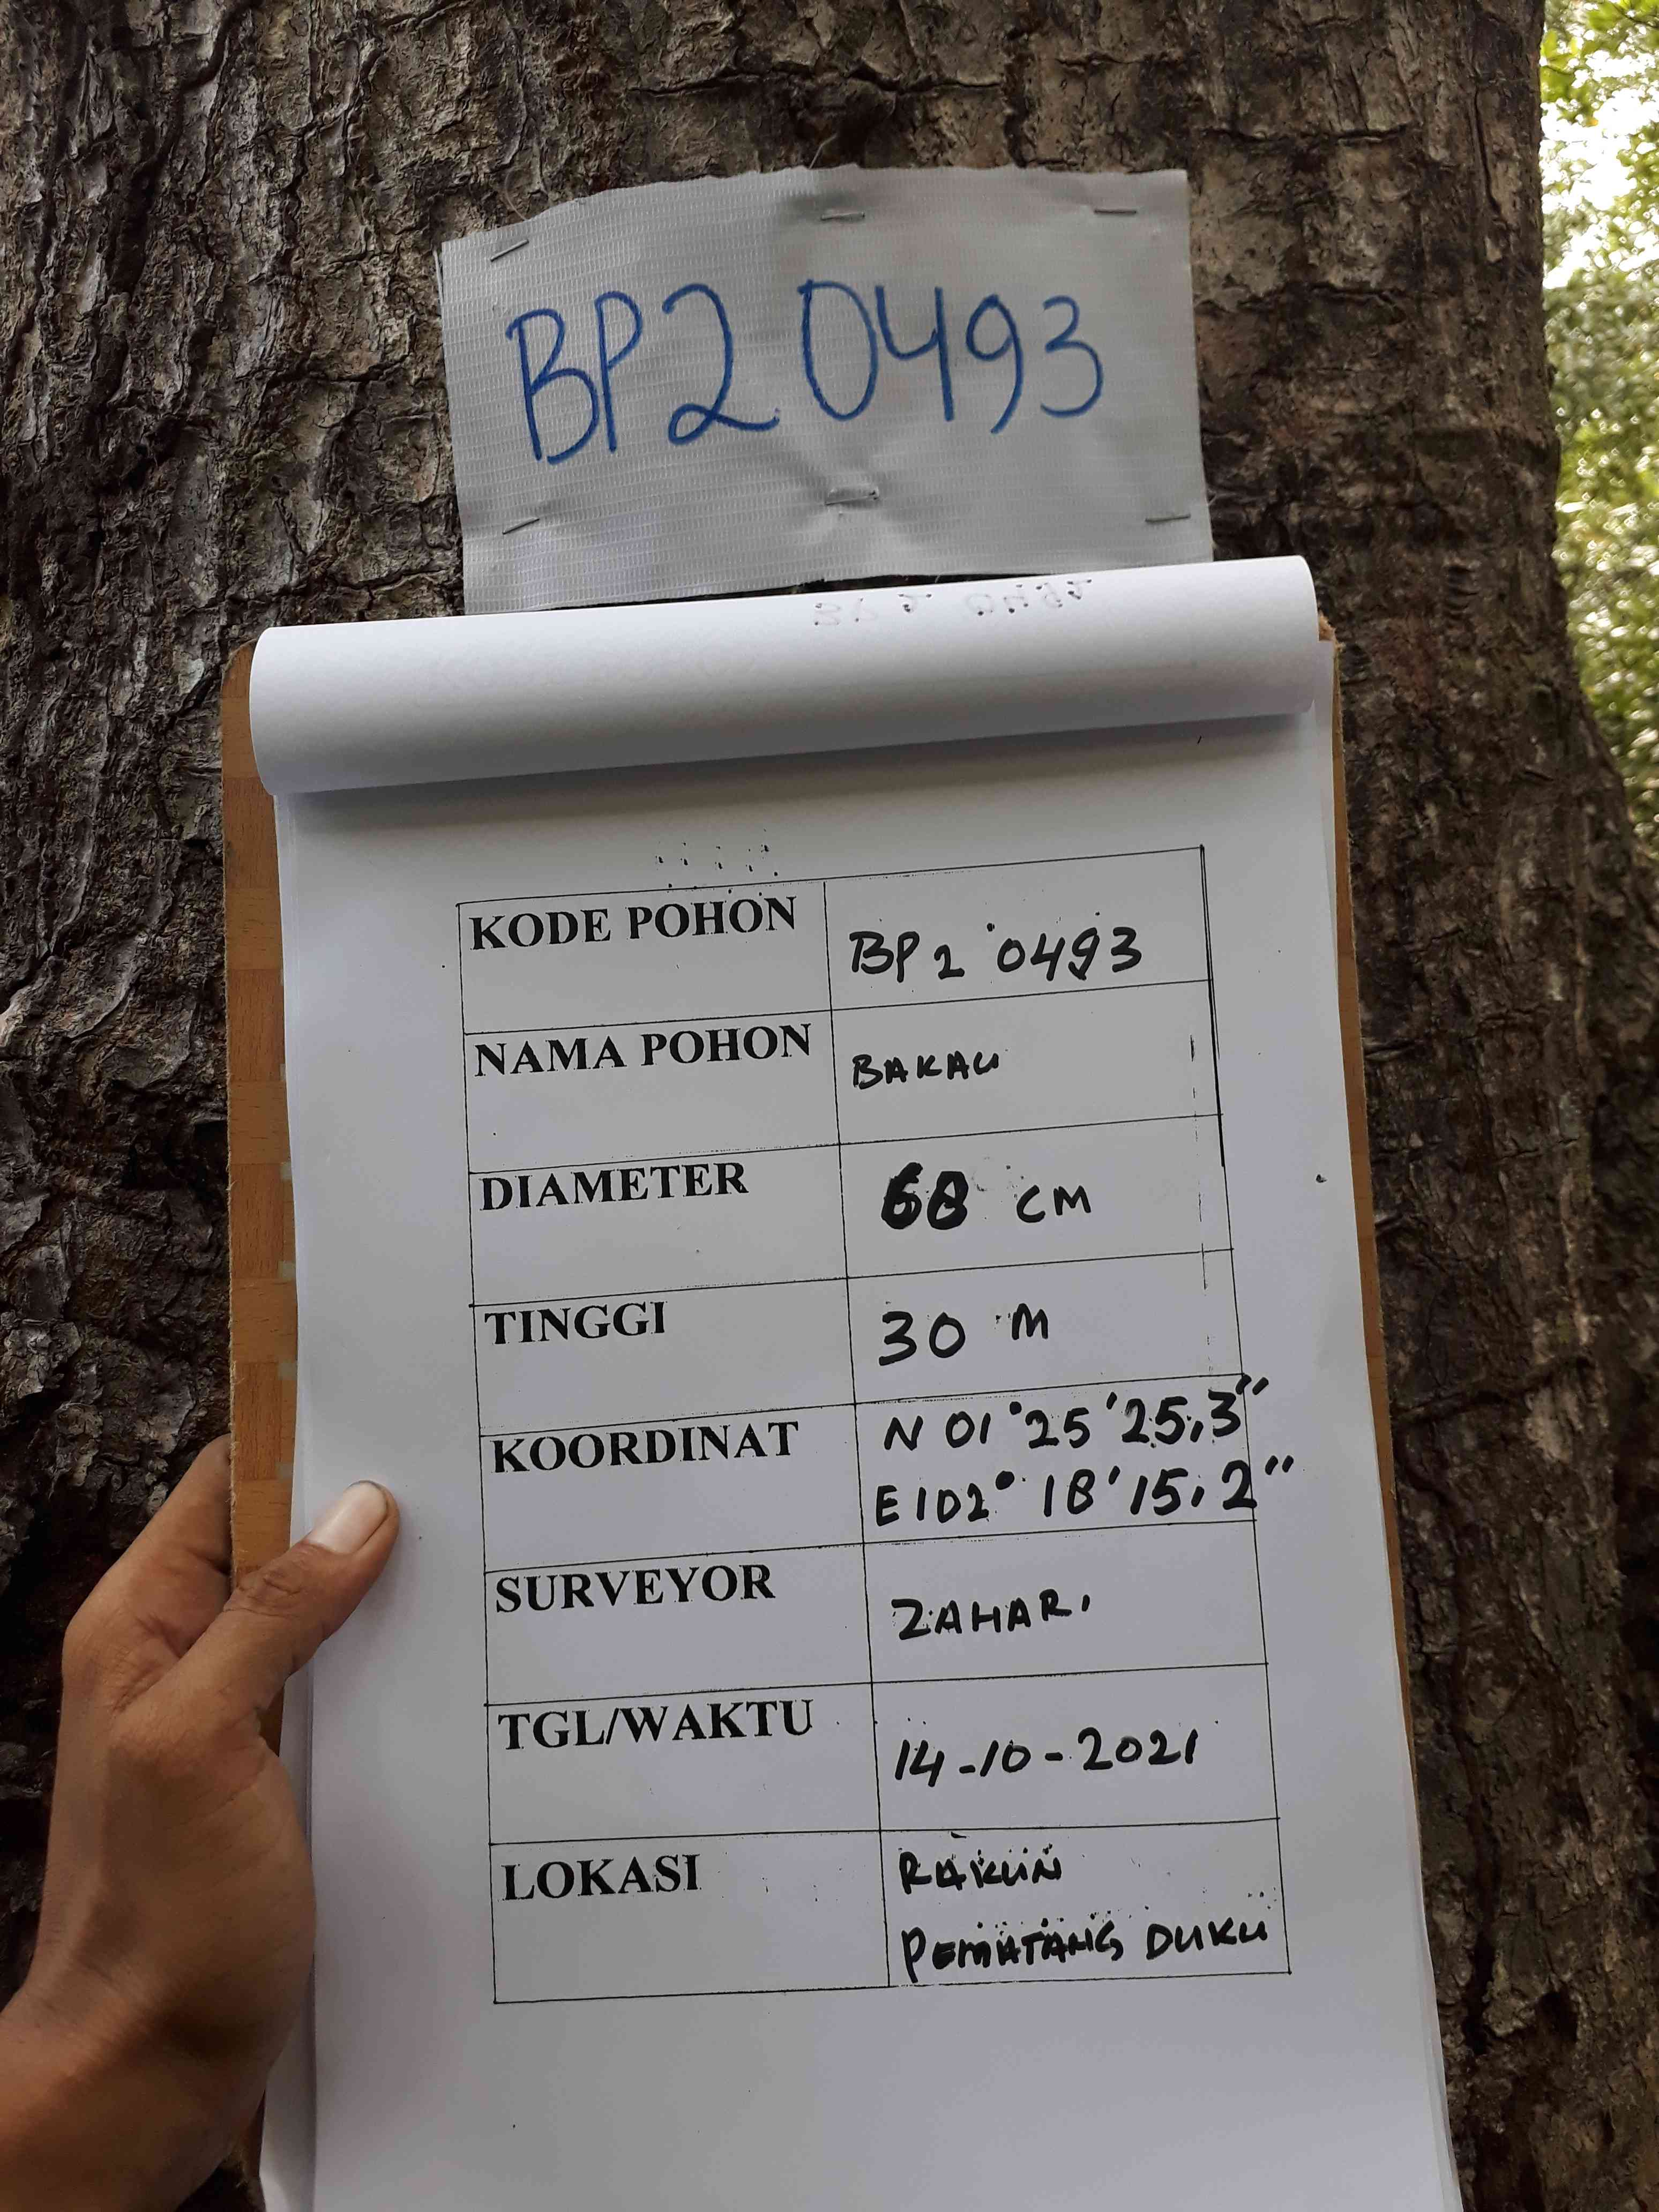 BP2 0493
KODE POHON BP2 0493
NAMA POHON BAKAU
DIAMETER 68 CM
TINGGI 30 M
KOORDINAT N 01°25'25,3"
E 102° 18'15,2"
SURVEYOR ZAHARI
TGL/WAKTU 14-10-2021
LOKASI RAKUN
PEMATANG DUKU